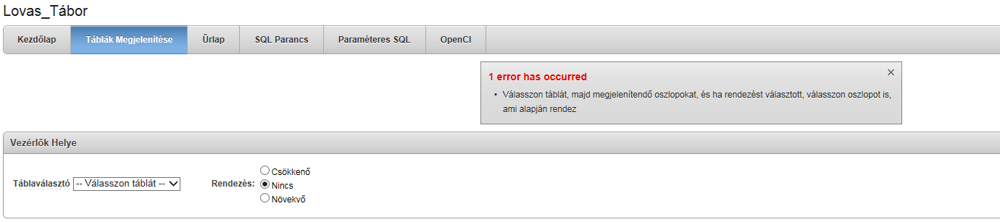 Lovas_Tábor
Kezdőlap Táblák Megjelenítése Űrlap SQL Parancs Paraméteres SQL OpenCI
1 error has occurred
• Válasszon táblát, majd megjelenítendő oszlopokat, és ha rendezést választott, válasszon oszlopot is,
ami alapján rendez
Vezérlők Helye
Csökkenő
Táblaválasztó -- Válasszon táblát -- Rendezés: Nincs
Növekvő